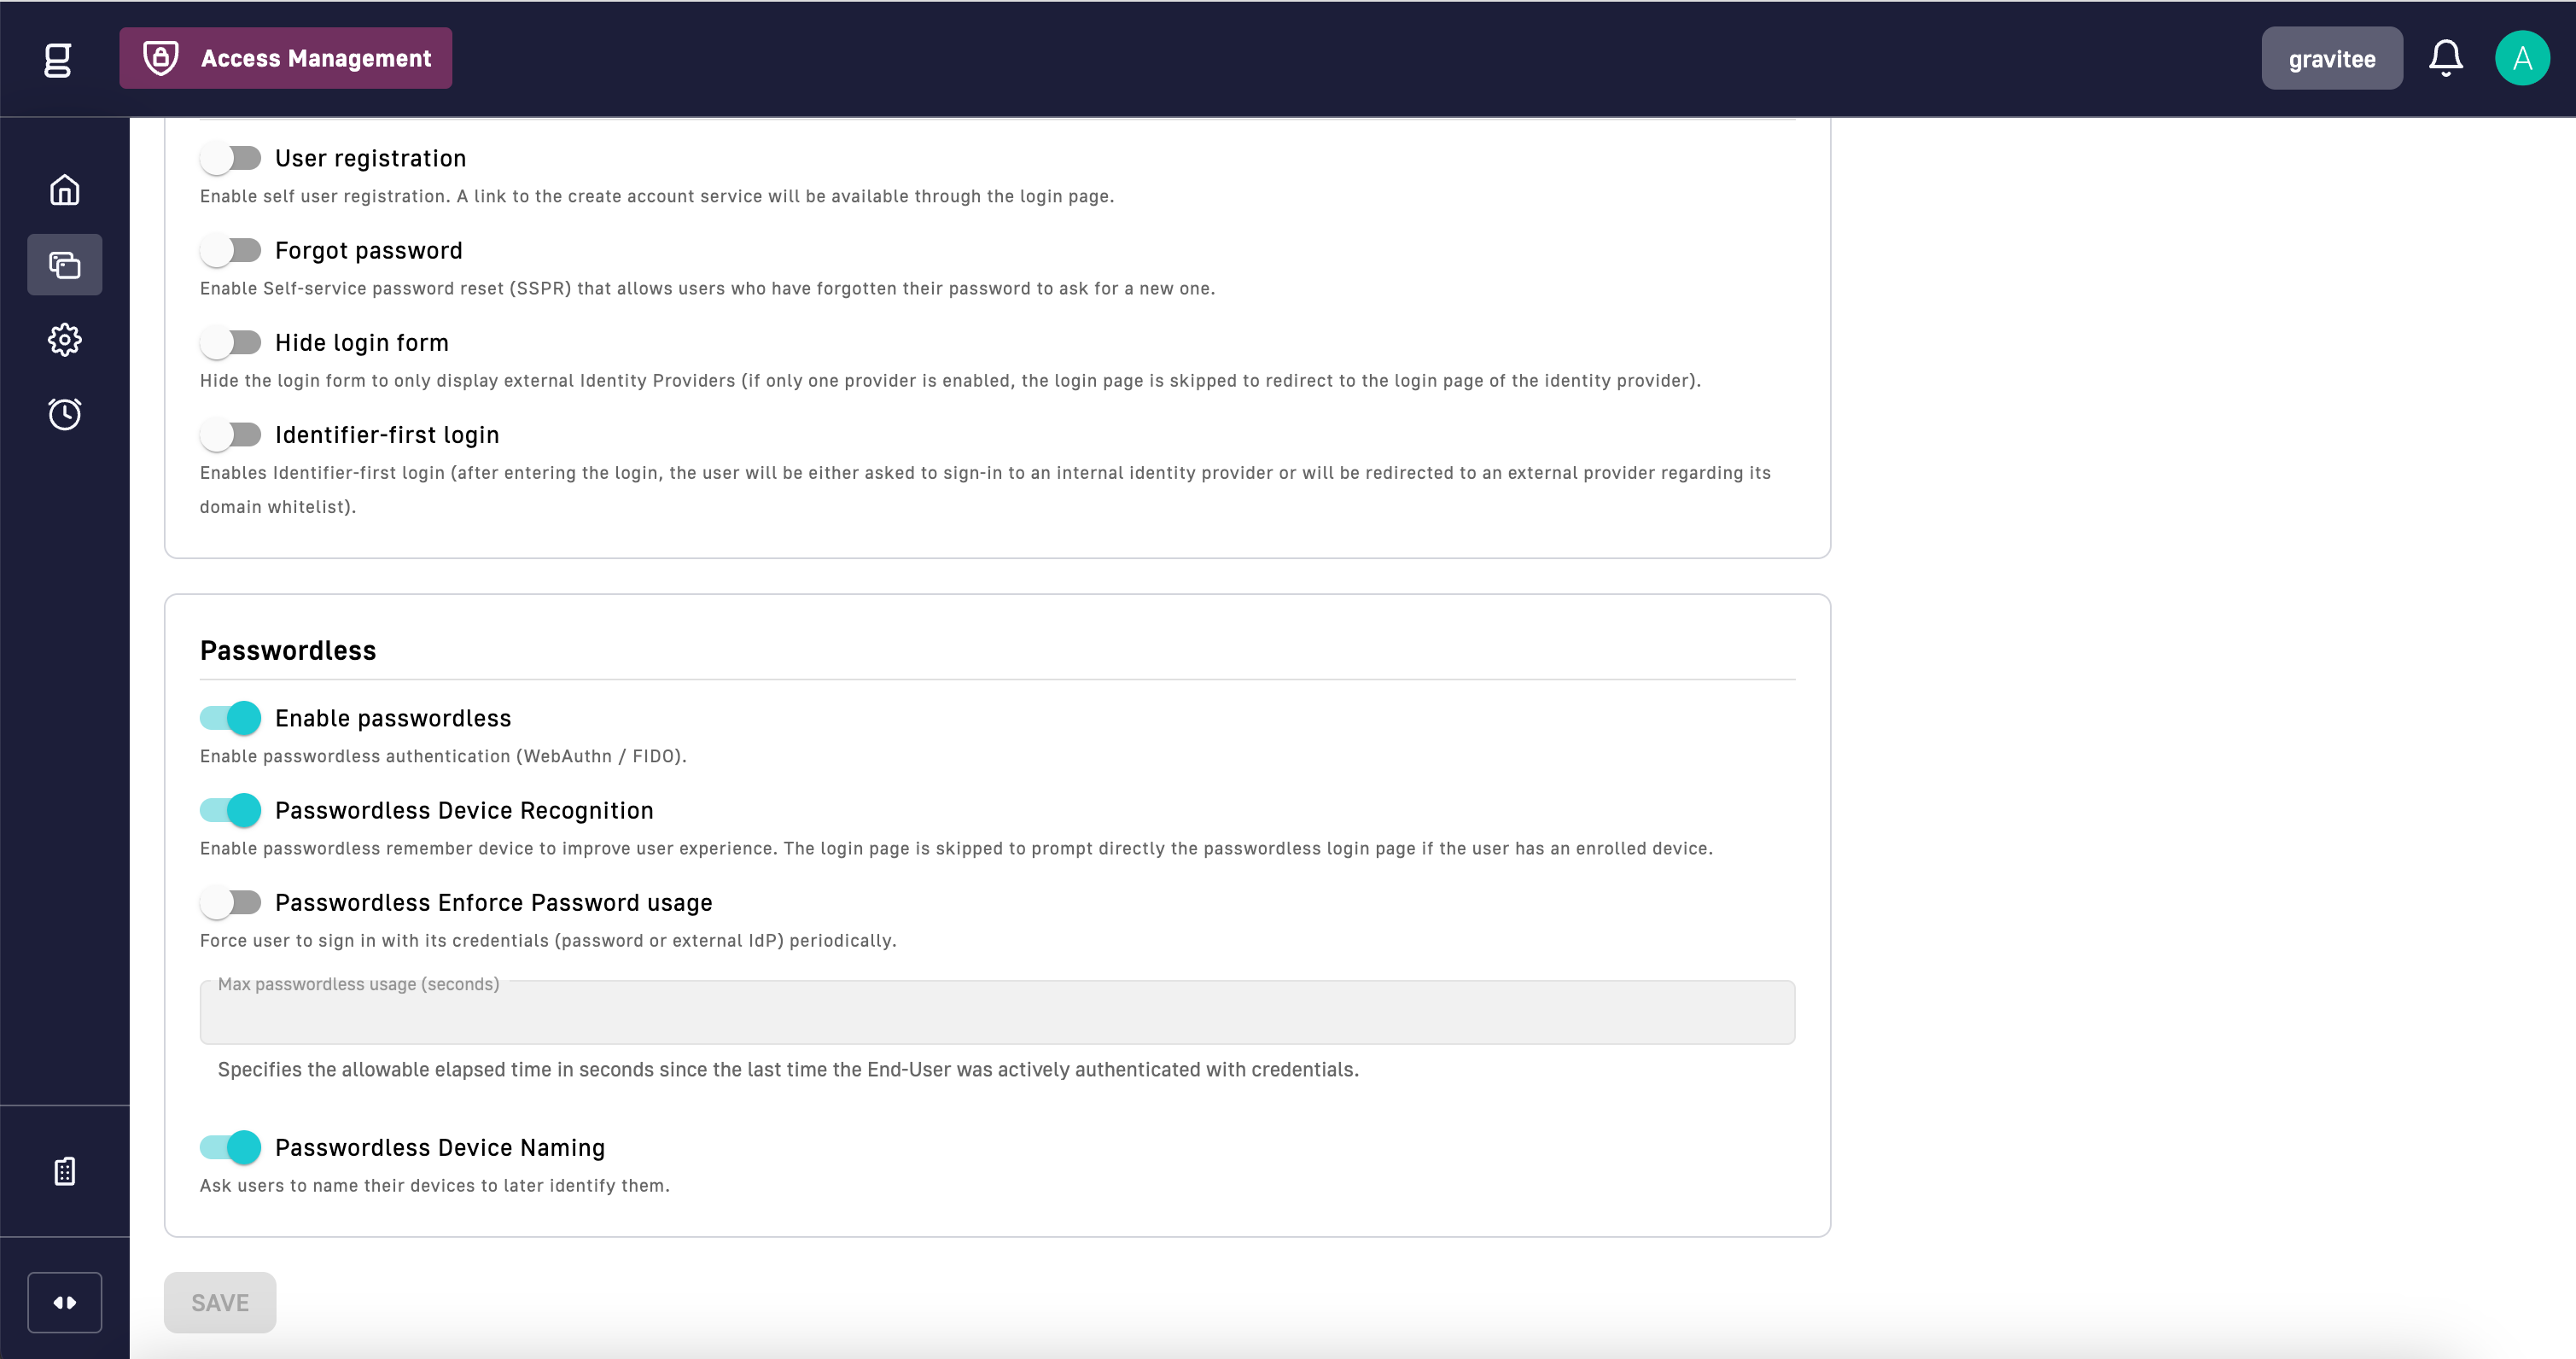 g
Access Management
gravitee
A
User registration
Enable self user registration. A link to the create account service will be available through the login page.
Forgot password
Enable Self-service password reset (SSPR) that allows users who have forgotten their password to ask for a new one.
Hide login form
Hide the login form to only display external Identity Providers (if only one provider is enabled, the login page is skipped to redirect to the login page of the identity provider).
Identifier-first login
Enables Identifier-first login (after entering the login, the user will be either asked to sign-in to an internal identity provider or will be redirected to an external provider regarding its
domain whitelist).
Passwordless
Enable passwordless
Enable passwordless authentication (WebAuthn / FIDO).
Passwordless Device Recognition
Enable passwordless remember device to improve user experience. The login page is skipped to prompt directly the passwordless login page if the user has an enrolled device.
Passwordless Enforce Password usage
Force user to sign in with its credentials (password or external IdP) periodically.
Max passwordless usage (seconds)
Specifies the allowable elapsed time in seconds since the last time the End-User was actively authenticated with credentials.
Passwordless Device Naming
Ask users to name their devices to later identify them.
SAVE